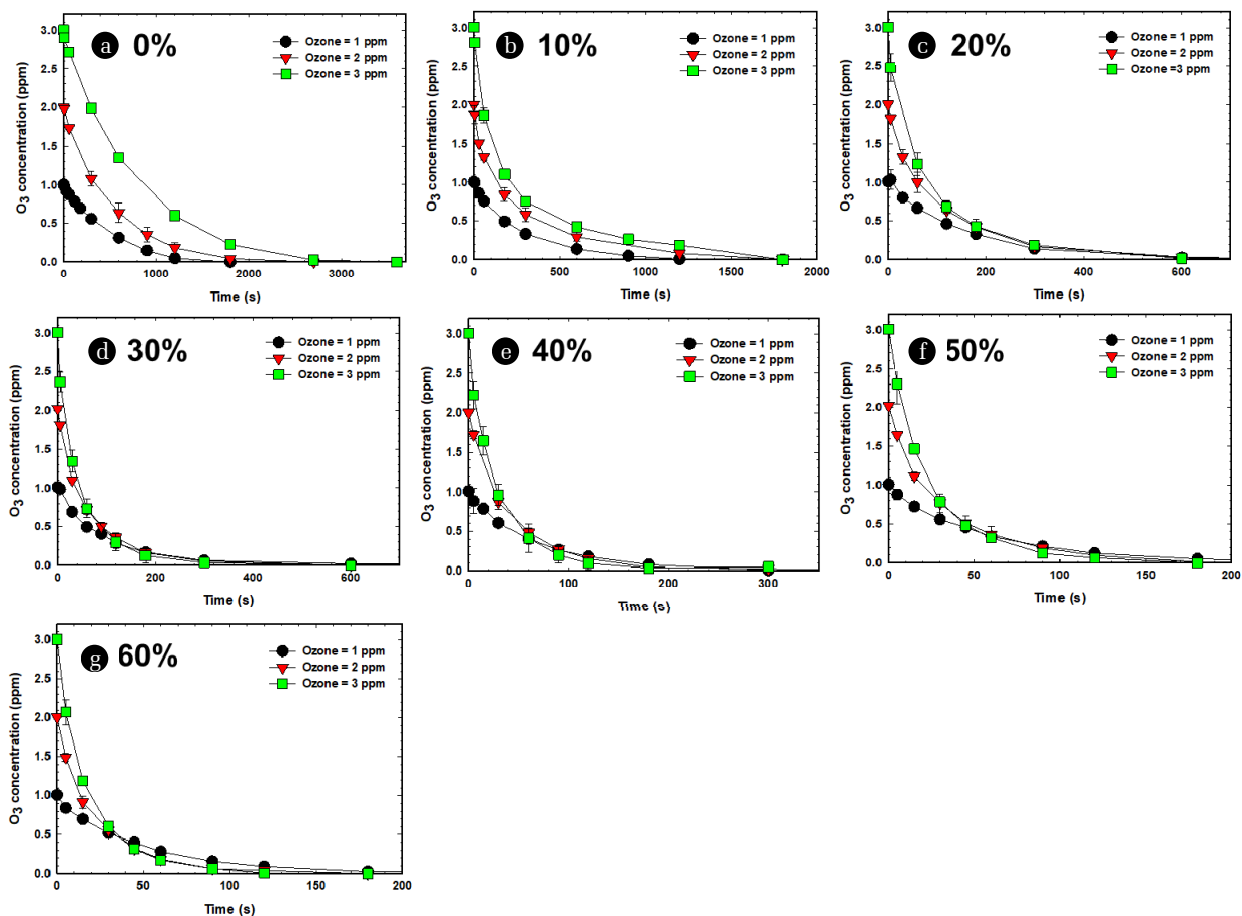 a 0%
Ozone = 1 ppm
Ozone = 2 ppm
Ozone = 3 ppm
O3 concentration (ppm)
3.0
2.5
2.0
1.5
1.0
0.5
0.0
0 1000 2000 3000
Time (s)
b 10%
Ozone = 1 ppm
Ozone = 2 ppm
Ozone = 3 ppm
O3 concentration (ppm)
3.0
2.5
2.0
1.5
1.0
0.5
0.0
0 500 1000 1500 2000
Time (s)
c 20%
Ozone = 1 ppm
Ozone = 2 ppm
Ozone =3 ppm
O3 concentration (ppm)
3.0
2.5
2.0
1.5
1.0
0.5
0.0
0 200 400 600
Time (s)
d 30%
Ozone = 1 ppm
Ozone = 2 ppm
Ozone = 3 ppm
O3 concentration (ppm)
3.0
2.5
2.0
1.5
1.0
0.5
0.0
0 200 400 600
Time (s)
e 40%
Ozone = 1 ppm
Ozone = 2 ppm
Ozone = 3 ppm
O3 concentration (ppm)
3.0
2.5
2.0
1.5
1.0
0.5
0.0
0 100 200 300
Time (s)
f 50%
Ozone = 1 ppm
Ozone = 2 ppm
Ozone = 3 ppm
O3 concentration (ppm)
3.0
2.5
2.0
1.5
1.0
0.5
0.0
0 50 100 150 200
Time (s)
g 60%
Ozone = 1 ppm
Ozone = 2 ppm
Ozone = 3 ppm
O3 concentration (ppm)
3.0
2.5
2.0
1.5
1.0
0.5
0.0
0 50 100 150 200
Time (s)